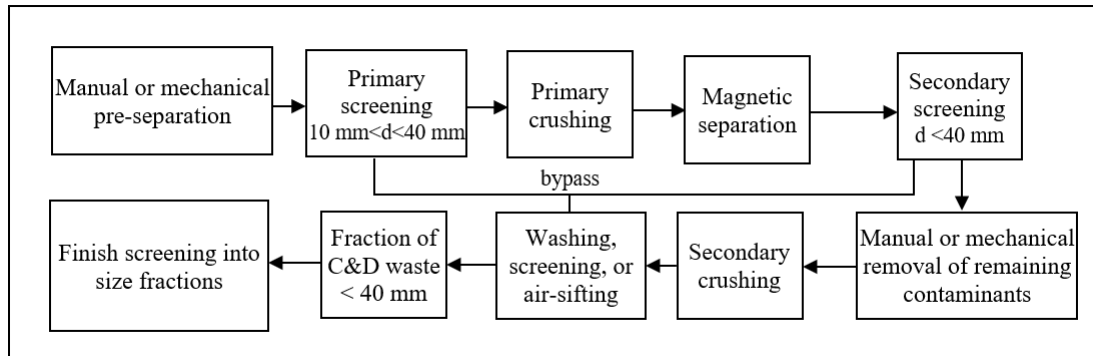 Manual or mechanical
pre-separation
Primary
screening
10 mm<d<40 mm
Primary
crushing
Magnetic
separation
Secondary
screening
d <40 mm
bypass
Finish screening into
size fractions
Fraction of
C&D waste
< 40 mm
Washing,
screening, or
air-sifting
Secondary
crushing
Manual or mechanical
removal of remaining
contaminants